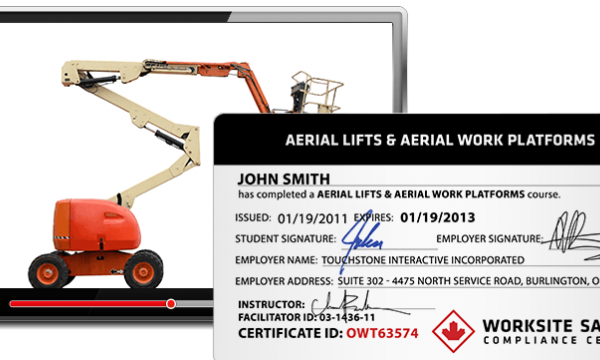 AERIAL LIFTS & AERIAL WORK PLATFORMS
JOHN SMITH
has completed a AERIAL LIFTS & AERIAL WORK PLATFORMS course.
ISSUED: 01/19/2011 EXPIRES: 01/19/2013
STUDENT SIGNATURE: John EMPLOYER SIGNATURE:
EMPLOYER NAME: TOUCHSTONE INTERACTIVE INCORPORATED
EMPLOYER ADDRESS: SUITE 302 - 4475 NORTH SERVICE ROAD, BURLINGTON, O
INSTRUCTOR:
FACILITATOR ID: 03-1436-11
CERTIFICATE ID: OWT63574
WORKSITE SA
COMPLIANCE CE